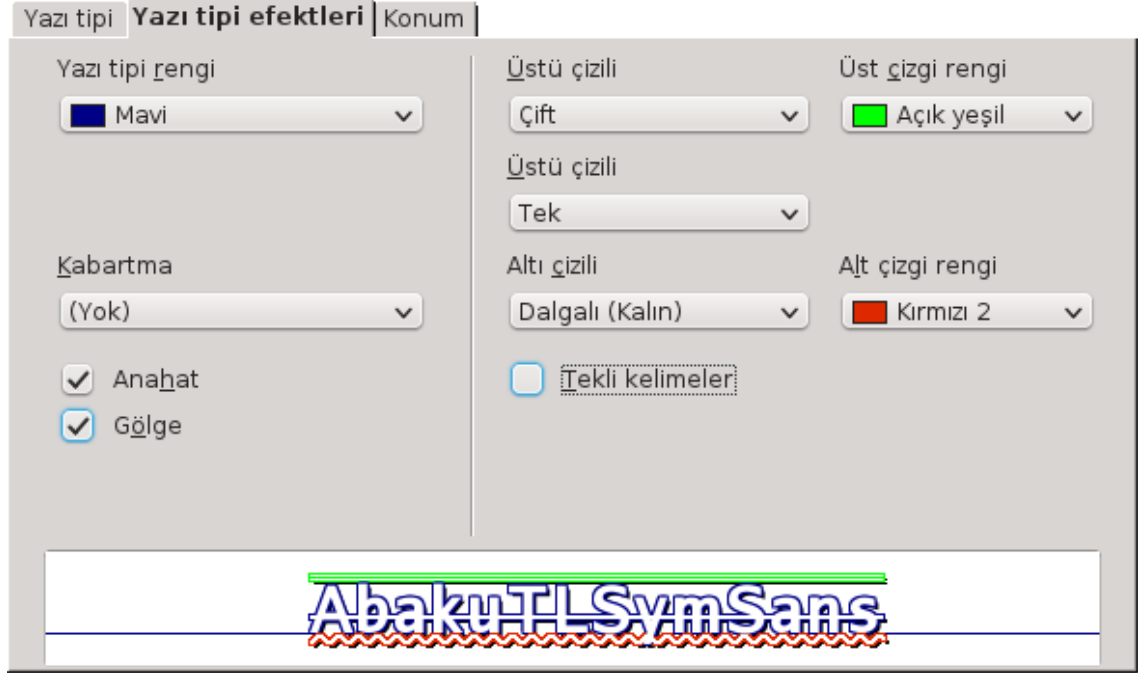 Yazı tipi Yazı tipi efektleri Konum
Yazı tipi rengi
Mavi
Kabartma
(Yok)
Anahat
Gölge
Üstü çizili
Çift
Üst çizgi rengi
Açık yeşil
Üstü çizili
Tek
Altı çizili
Dalgalı (Kalın)
Alt çizgi rengi
Kırmızı 2
Tekli kelimeler
AbakuTLSymSans